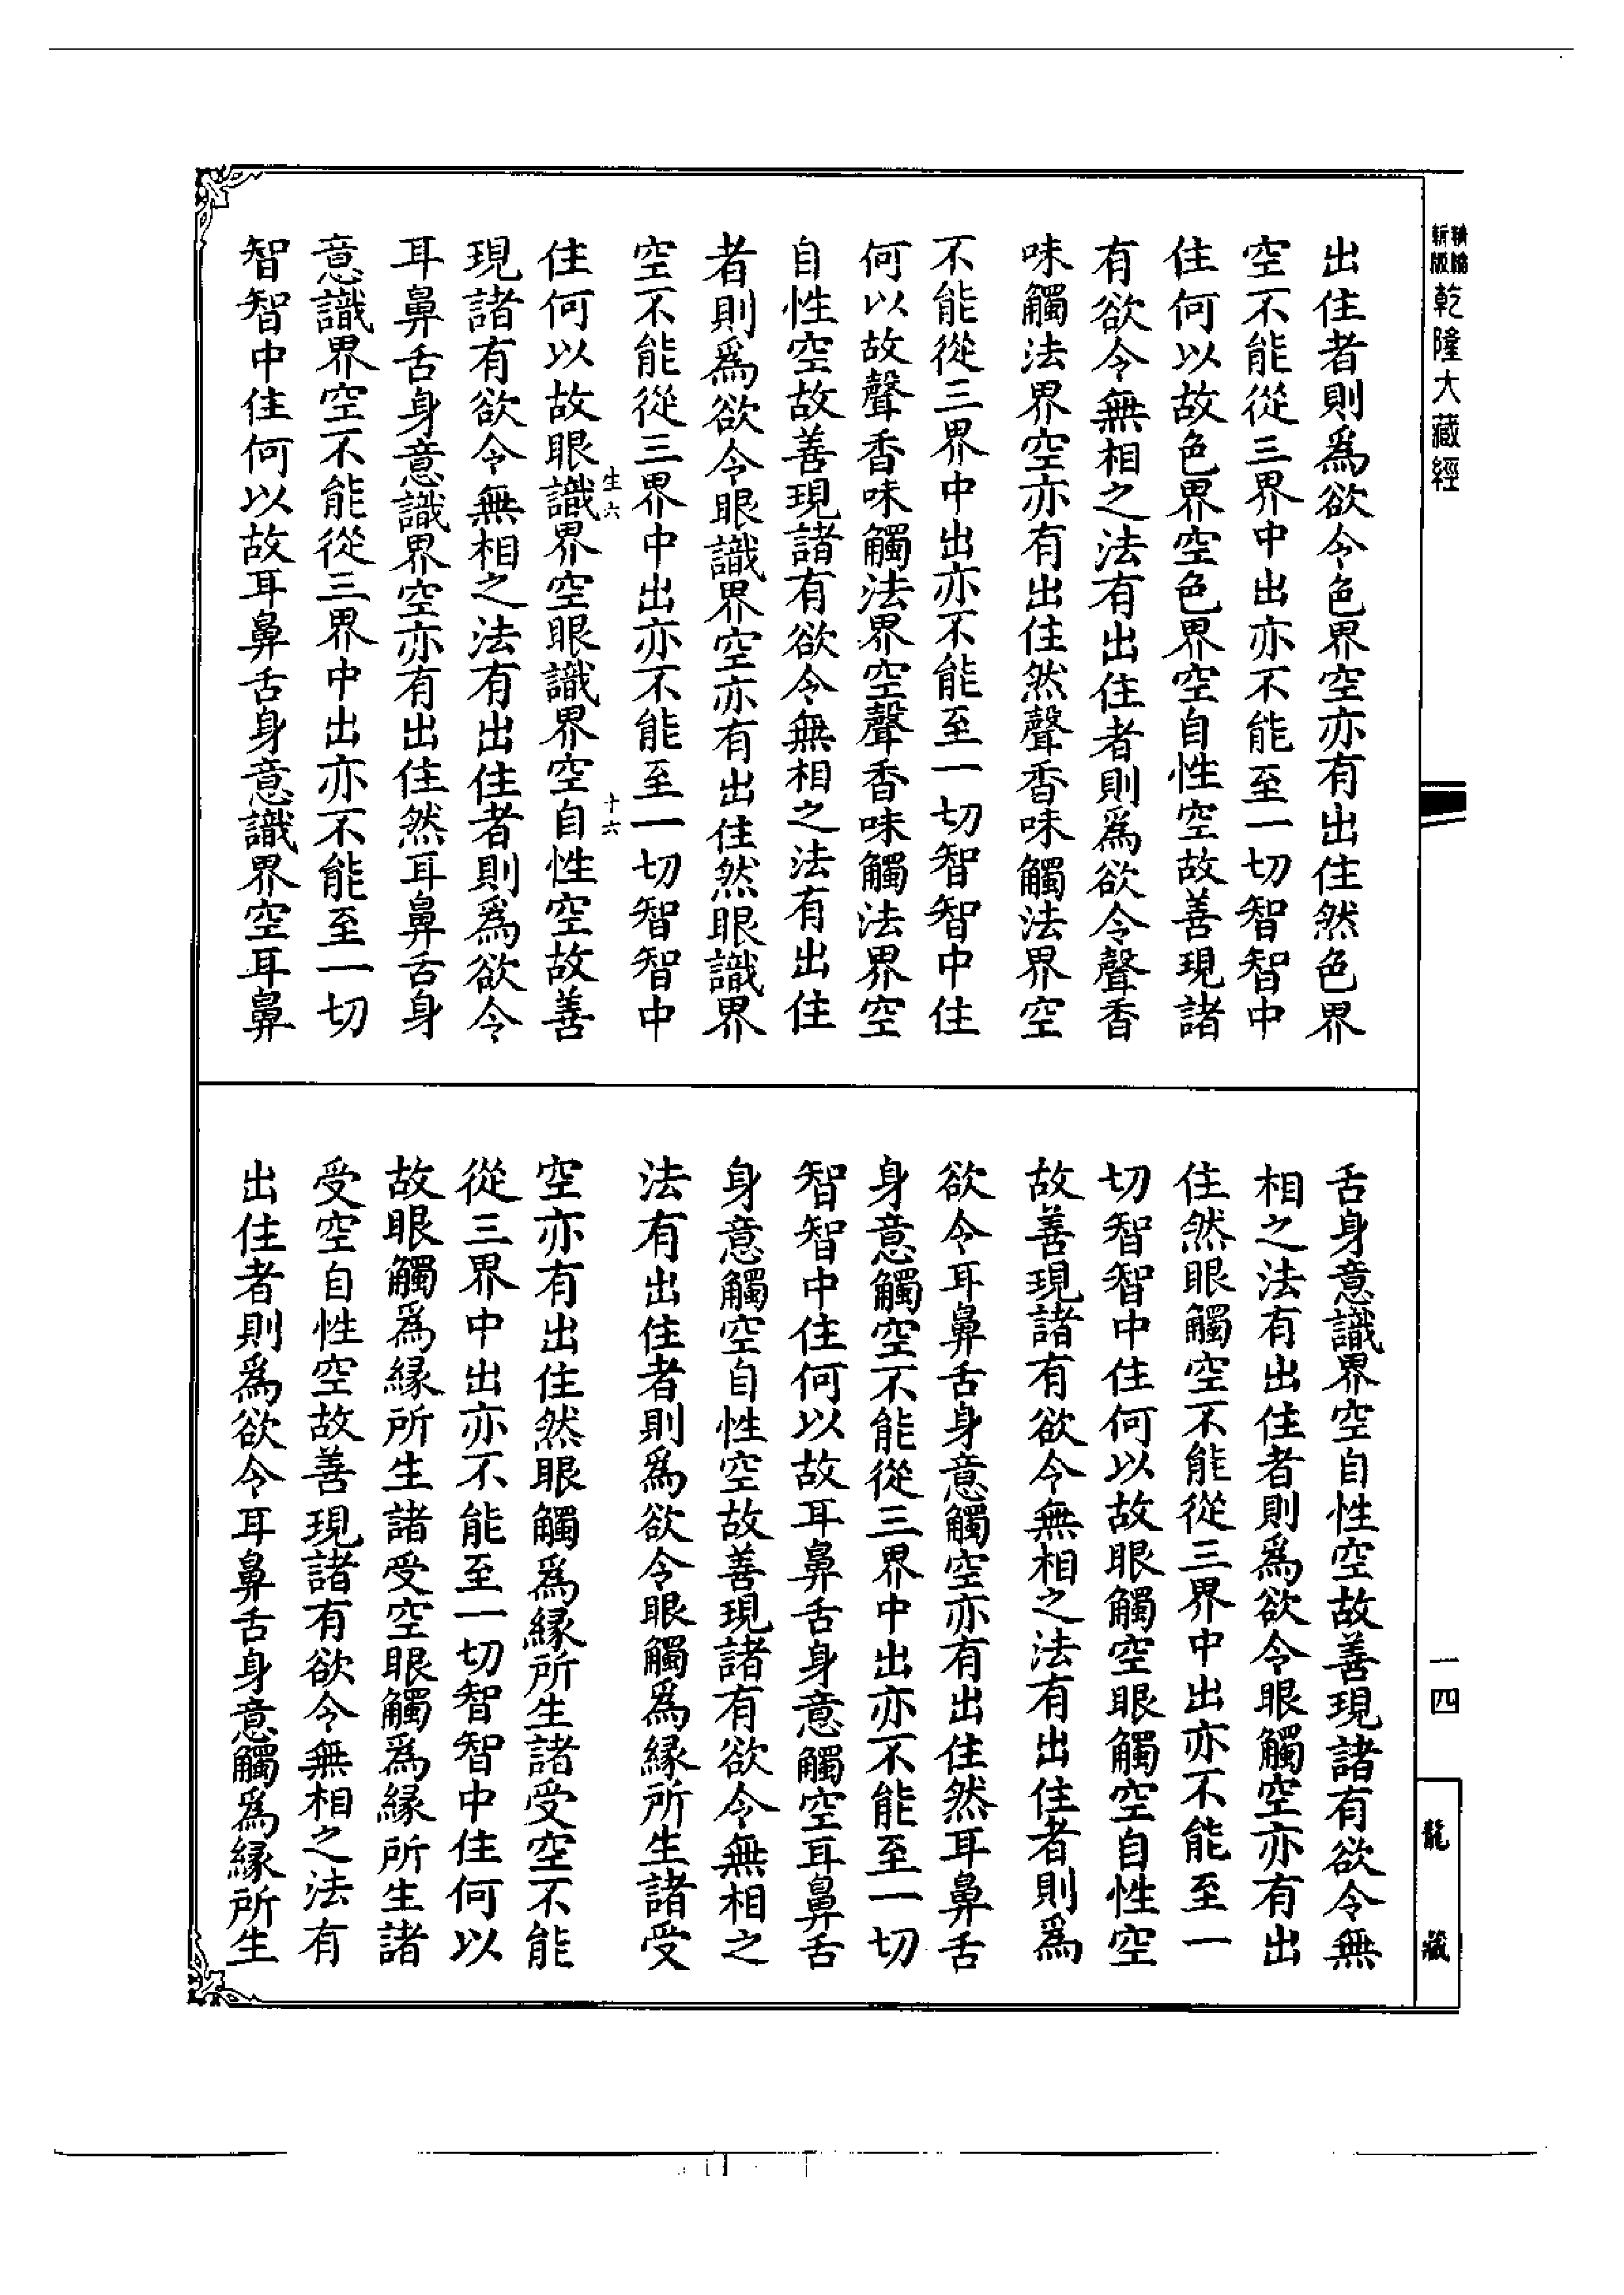 乾隆大藏經
出住者則爲欲令色界空亦有出住然色界
空不能從三界中出亦不能至一切智智中
住何以故色界空色界空自性空故善現諸
有欲令無相之法有出住者則爲欲令聲香
味觸法界空亦有出住然聲香味觸法界空
不能從三界中出亦不能至一切智智中住
何以故聲香味觸法界空聲香味觸法界空
自性空故善現諸有欲令無相之法有出住
者則爲欲令眼識界空亦有出住然眼識界
空不能從三界中出亦不能至一切智智中
生六 十六
住何以故眼識界空眼識界空自性空故善
現諸有欲令無相之法有出住者則爲欲令
耳鼻舌身意識界空亦有出住然耳鼻舌身
意識界空不能從三界中出亦不能至一切
智智中住何以故耳鼻舌身意識界空耳鼻
舌身意識界空自性空故善現諸有欲令無
相之法有出住者則爲欲令眼觸空亦有出
住然眼觸空不能從三界中出亦不能至一
切智智中住何以故眼觸空眼觸空自性空
故善現諸有欲令無相之法有出住者則爲
欲令耳鼻舌身意觸空亦有出住然耳鼻舌
身意觸空不能從三界中出亦不能至一切
智智中住何以故耳鼻舌身意觸空耳鼻舌
身意觸空自性空故善現諸有欲令無相之
法有出住者則爲欲令眼觸爲緣所生諸受
空亦有出住然眼觸爲緣所生諸受空不能
從三界中出亦不能至一切智智中住何以
故眼觸爲緣所生諸受空眼觸爲緣所生諸
受空自性空故善現諸有欲令無相之法有
出住者則爲欲令耳鼻舌身意觸爲緣所生
一四
龍藏